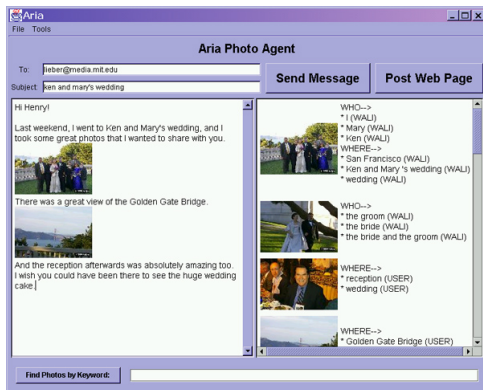 Aria
File Tools
Aria Photo Agent
To: lieber@media.mit.edu
Subject: ken and mary's wedding
Send Message
Post Web Page
Hi Henry!
Last weekend, I went to Ken and Mary's wedding, and I
took some great photos that I wanted to share with you.
There was a great view of the Golden Gate Bridge.
And the reception afterwards was absolutely amazing too.
I wish you could have been there to see the huge wedding
cake.
WHO-->
* I (WALI)
* Mary (WALI)
* Ken (WALI)
WHERE-->
* San Francisco (WALI)
* Ken and Mary 's wedding (WALI)
* wedding (WALI)
WHO-->
* the groom (WALI)
* the bride (WALI)
* the bride and the groom (WALI)
WHERE-->
* reception (USER)
* wedding (USER)
WHERE-->
* Golden Gate Bridge (USER)
Find Photos by Keyword: